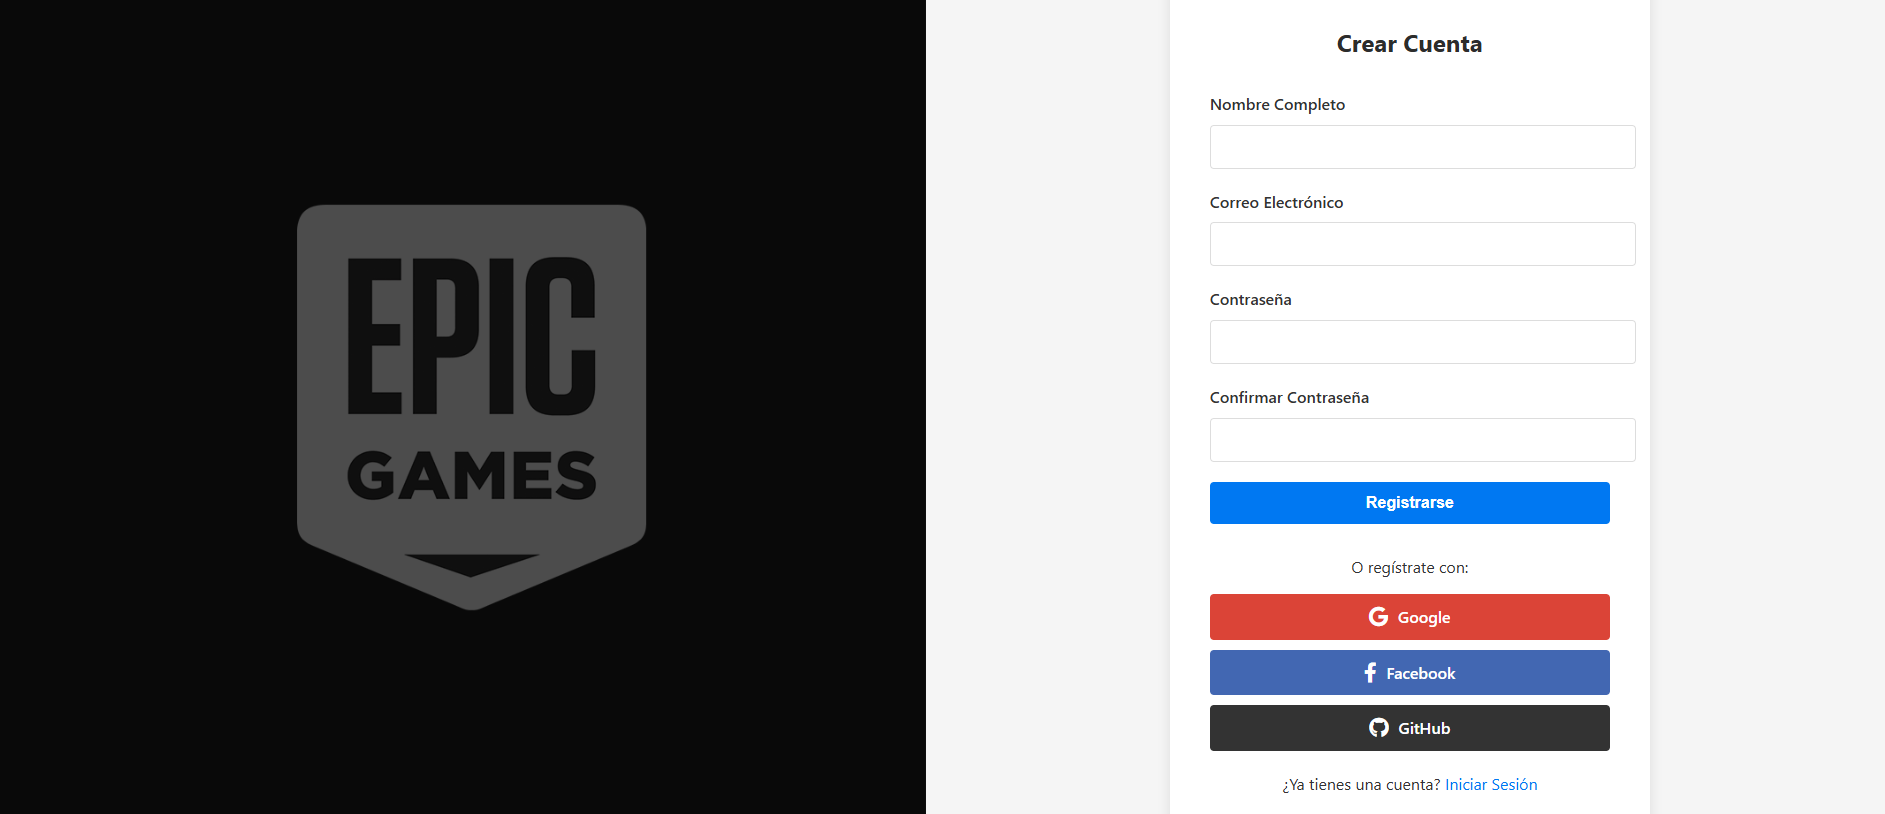 EPIC
GAMES
Crear Cuenta
Nombre Completo
Correo Electrónico
Contraseña
Confirmar Contraseña
Registrarse
O regístrate con:
Google
Facebook
GitHub
¿Ya tienes una cuenta? Iniciar Sesión